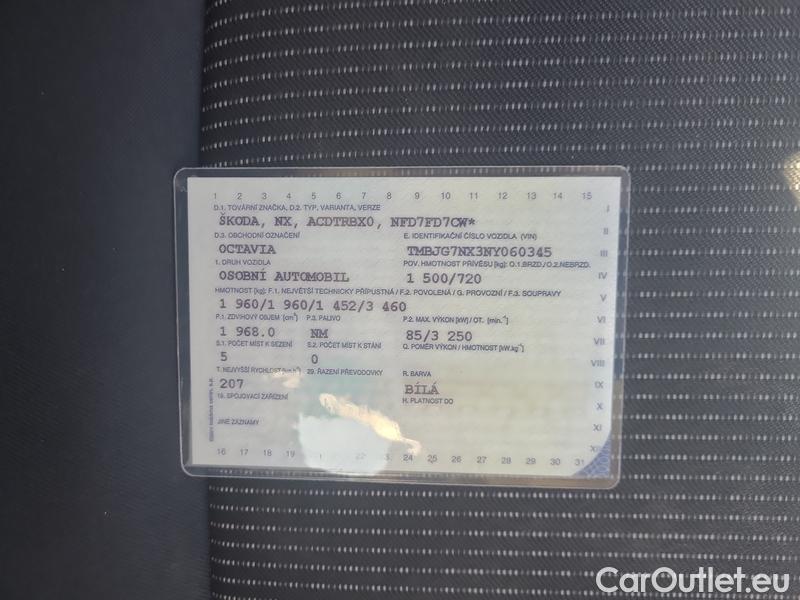 1 2 3 4 5 6 7 8 9 10 11 12 13 14 15
I II III IV V VI VII VIII IX X XI
D.1. TOVÁRNÍ ZNAČKA, D.2. TYP, VARIANTA, VERZE
ŠKODA, NX, ACDTRBX0, NFD7FD7CW*
D.3. OBCHODNÍ OZNAČENÍ E. IDENTIFIKAČNÍ ČÍSLO VOZIDLA (VIN)
OCTAVIA TMBJG7NX3NY060345
1. DRUH VOZIDLA POV. HMOTNOST PŘÍVĚSU [kg]: O.1.BRZD./O.2.NEBRZD.
OSOBNÍ AUTOMOBIL 1 500/720
HMOTNOST [kg]: F.1. NEJVĚTŠÍ TECHNICKY PŘÍPUSTNÁ / F.2. POVOLENÁ / G. PROVOZNÍ / F.3. SOUPRAVY
1 960/1 960/1 452/3 460
P.1. ZDVIHOVÝ OBJEM [cm³] P.3. PALIVO P.2. MAX. VÝKON [kW] / OT. [min.⁻¹]
1 968.0 NM 85/3 250
S.1. POČET MÍST K SEZENÍ S.2. POČET MÍST K STÁNÍ Q. POMĚR VÝKON / HMOTNOST [kW.kg⁻¹]
5 0
T. NEJVYŠŠÍ RYCHLOST [km.h⁻¹] 29. ŘAZENÍ PŘEVODOVKY R. BARVA
207 BÍLÁ
19. SPOJOVACÍ ZAŘÍZENÍ H. PLATNOST DO
JINÉ ZÁZNAMY
16 17 18 19 22 23 24 25 26 27 28 29 30 31
CarOutlet.eu